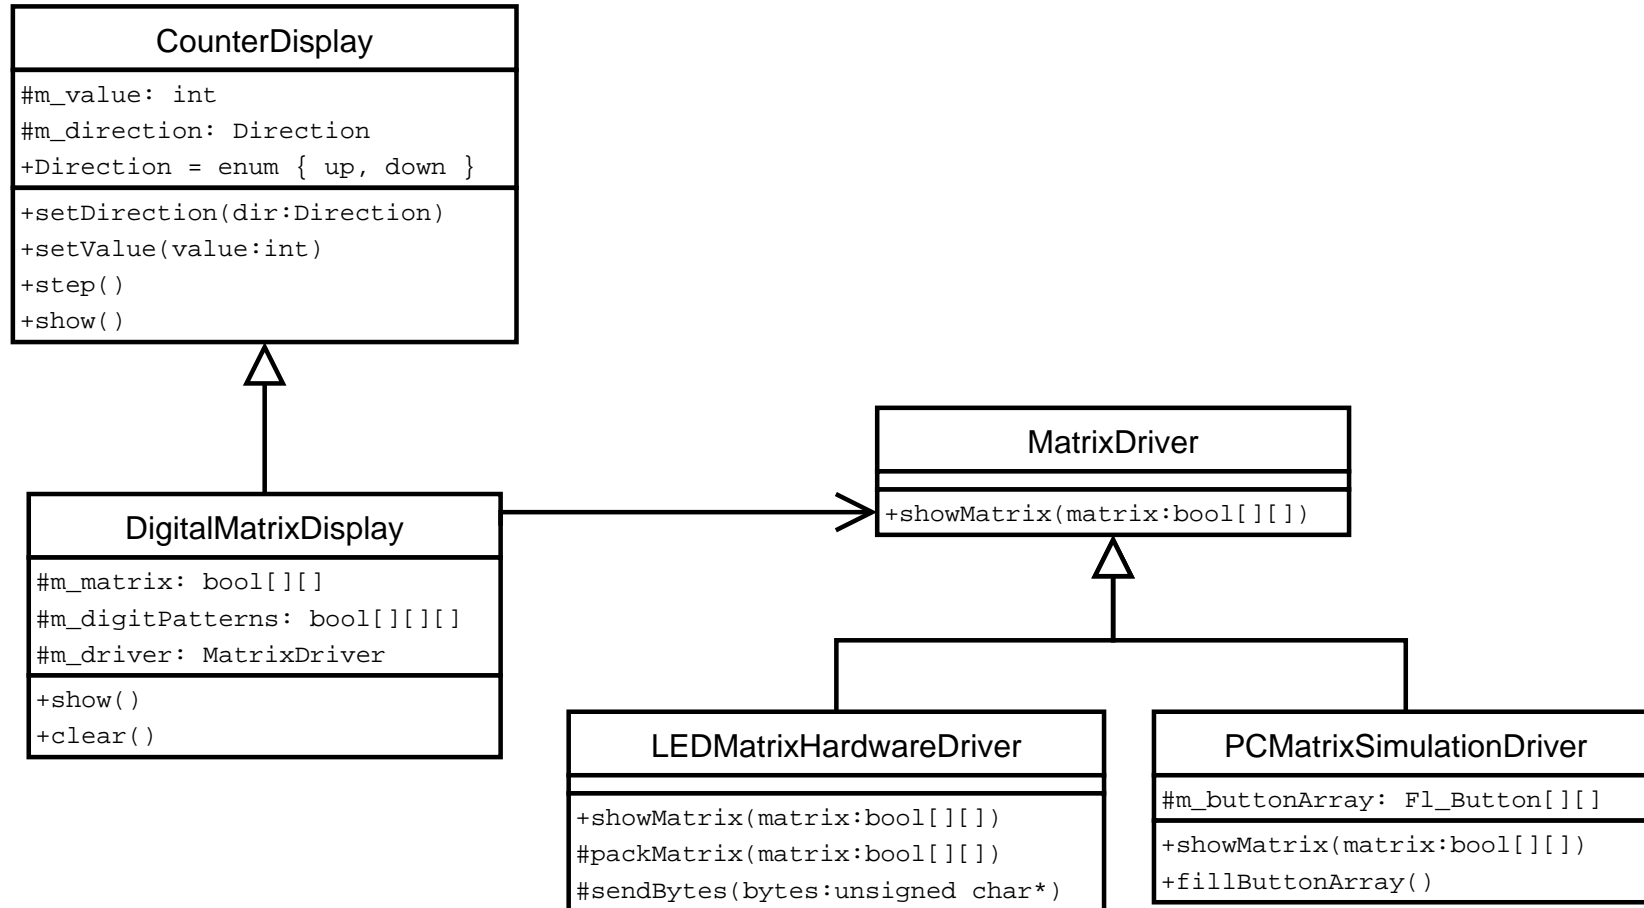 CounterDisplay
#m_value: int
#m_direction: Direction
+Direction = enum { up, down }
+setDirection(dir:Direction)
+setValue(value:int)
+step()
+show()
MatrixDriver
+showMatrix(matrix:bool[][])
DigitalMatrixDisplay
#m_matrix: bool[][]
#m_digitPatterns: bool[][][]
#m_driver: MatrixDriver
+show()
+clear()
LEDMatrixHardwareDriver
+showMatrix(matrix:bool[][])
#packMatrix(matrix:bool[][])
#sendBytes(bytes:unsigned char*)
PCMatrixSimulationDriver
#m_buttonArray: Fl_Button[][]
+showMatrix(matrix:bool[][])
+fillButtonArray()